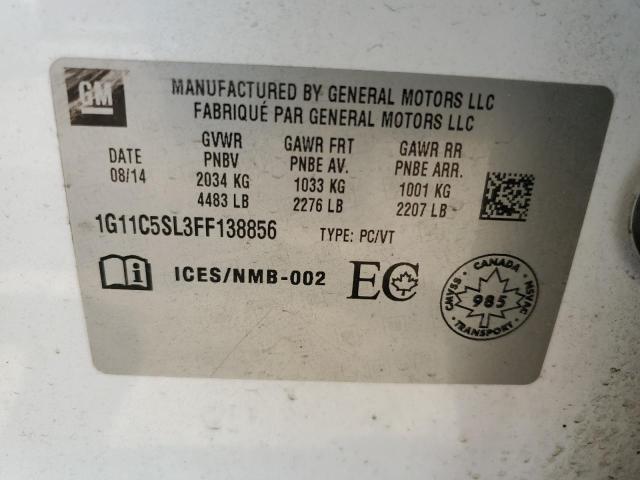 GM
MANUFACTURED BY GENERAL MOTORS LLC
FABRIQUÉ PAR GENERAL MOTORS LLC
DATE
08/14
GVWR
PNBV
2034 KG
4483 LB
GAWR FRT
PNBE AV.
1033 KG
2276 LB
GAWR RR
PNBE ARR.
1001 KG
2207 LB
1G11C5SL3FF138856 TYPE: PC/VT
i ICES/NMB-002 EC
CANADA
CMVSS
NSVAC
985
TRANSPORT